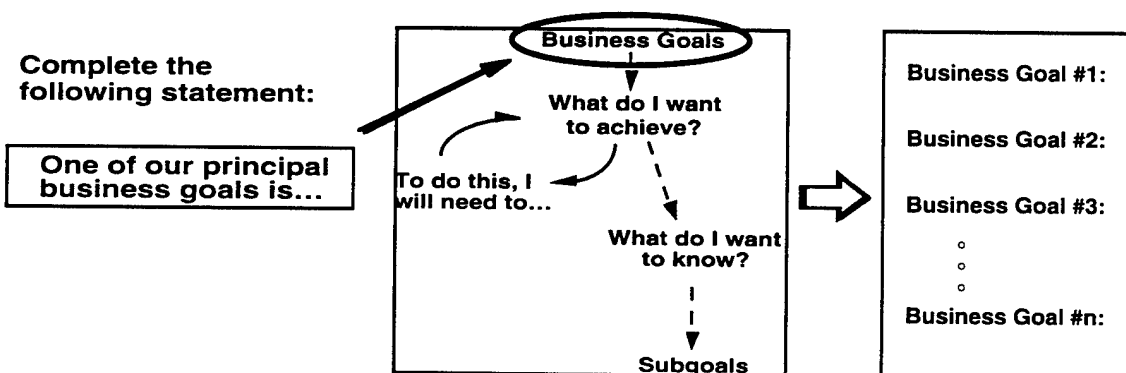 Complete the
following statement:
One of our principal
business goals is...
Business Goals
What do I want
to achieve?
To do this, I
will need to...
What do I want
to know?
Subgoals
Business Goal #1:
Business Goal #2:
Business Goal #3:
Business Goal #n: